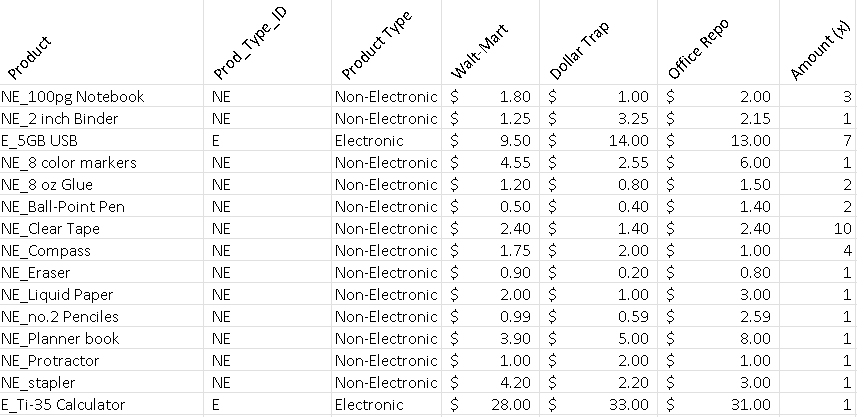 Product Prod_Type_ID Product Type Walt-Mart Dollar Trap Office Repo Amount (x)
NE_100pg Notebook NE Non-Electronic $ 1.80 $ 1.00 $ 2.00 3
NE_2 inch Binder NE Non-Electronic $ 1.25 $ 3.25 $ 2.15 1
E_5GB USB E Electronic $ 9.50 $ 14.00 $ 13.00 7
NE_8 color markers NE Non-Electronic $ 4.55 $ 2.55 $ 6.00 1
NE_8 oz Glue NE Non-Electronic $ 1.20 $ 0.80 $ 1.50 2
NE_Ball-Point Pen NE Non-Electronic $ 0.50 $ 0.40 $ 1.40 2
NE_Clear Tape NE Non-Electronic $ 2.40 $ 1.40 $ 2.40 10
NE_Compass NE Non-Electronic $ 1.75 $ 2.00 $ 1.00 4
NE_Eraser NE Non-Electronic $ 0.90 $ 0.20 $ 0.80 1
NE_Liquid Paper NE Non-Electronic $ 2.00 $ 1.00 $ 3.00 1
NE_no.2 Penciles NE Non-Electronic $ 0.99 $ 0.59 $ 2.59 1
NE_Planner book NE Non-Electronic $ 3.90 $ 5.00 $ 8.00 1
NE_Protractor NE Non-Electronic $ 1.00 $ 2.00 $ 1.00 1
NE_stapler NE Non-Electronic $ 4.20 $ 2.20 $ 3.00 1
E_Ti-35 Calculator E Electronic $ 28.00 $ 33.00 $ 31.00 1